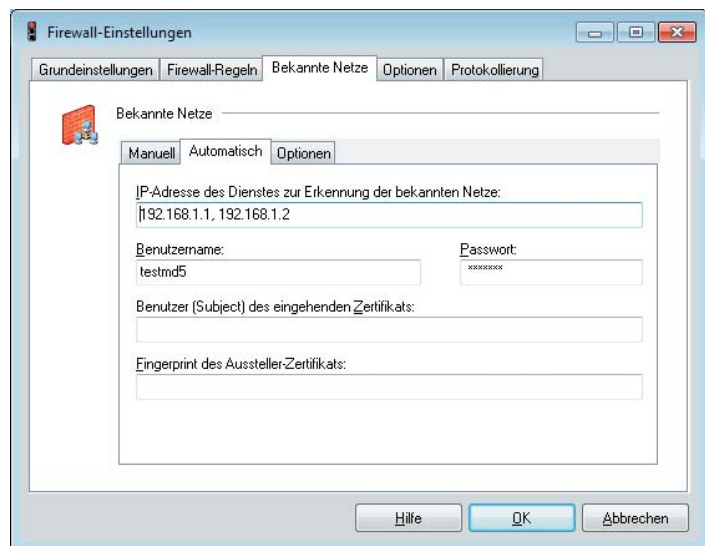 Firewall-Einstellungen
Grundeinstellungen Firewall-Regeln Bekannte Netze Optionen Protokollierung
Bekannte Netze
Manuell Automatisch Optionen
IP-Adresse des Dienstes zur Erkennung der bekannten Netze:
192.168.1.1, 192.168.1.2
Benutzername: Passwort:
testmd5 xxxxxxx
Benutzer (Subject) des eingehenden Zertifikats:
Fingerprint des Aussteller-Zertifikats:
Hilfe OK Abbrechen